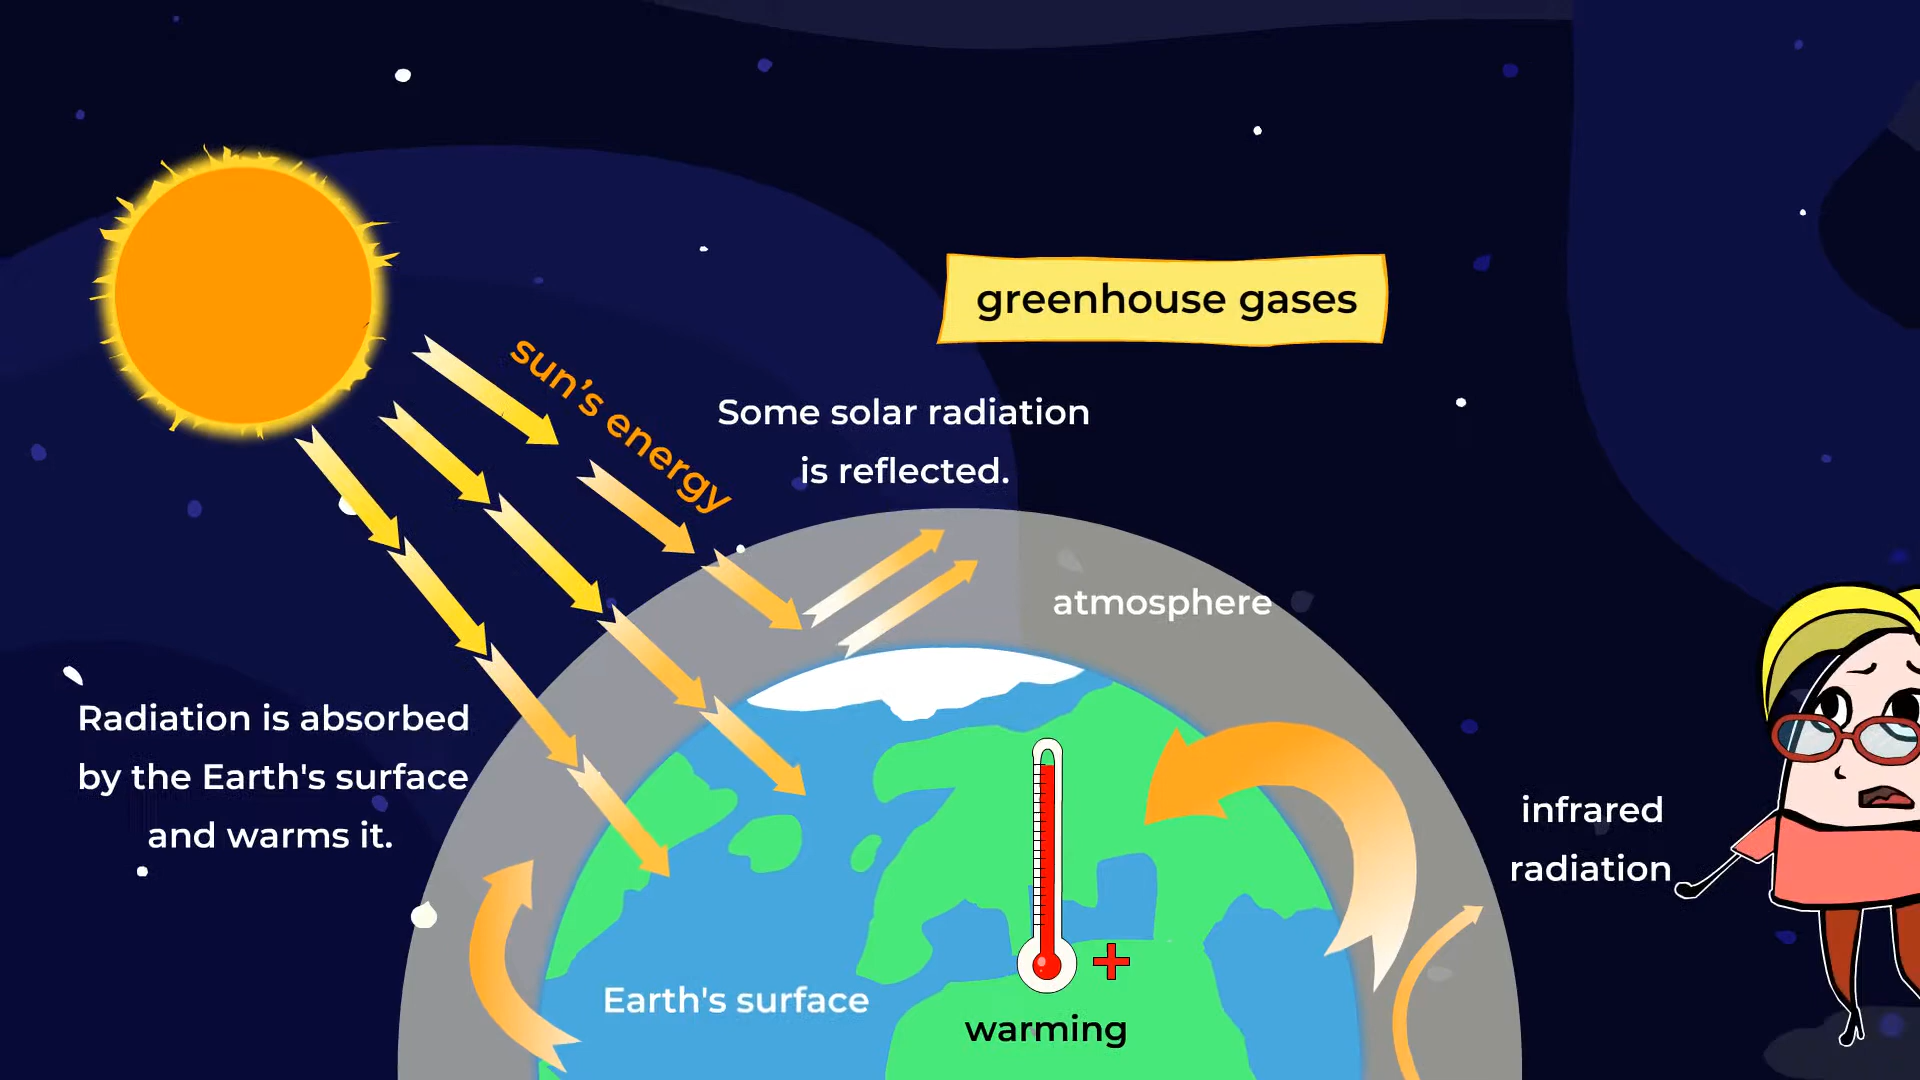 greenhouse gases
sun's energy
Some solar radiation
is reflected.
atmosphere
Radiation is absorbed
by the Earth's surface
and warms it.
infrared
radiation
Earth's surface
warming